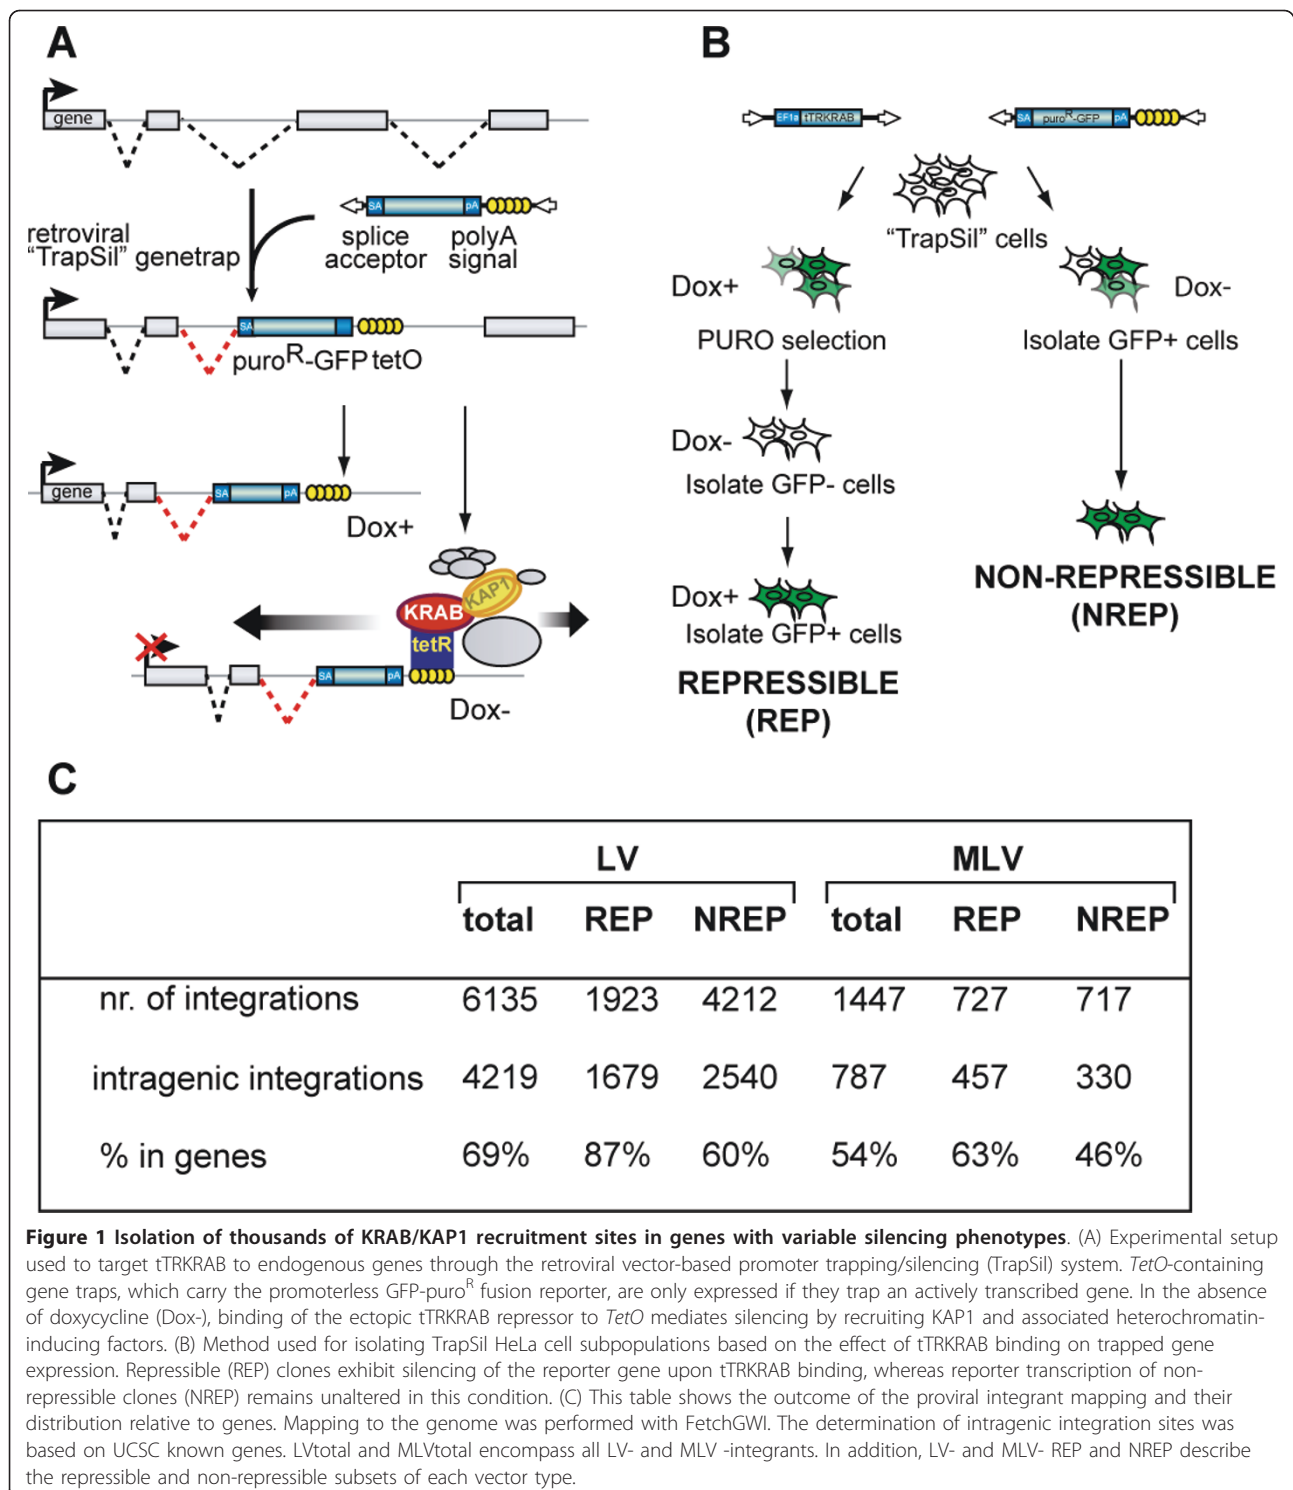 A
gene
retroviral
"TrapSil" genetrap
SA
pA
splice
acceptor
polyA
signal
SA
puroR-GFP tetO
gene
SA
pA
Dox+
KRAB
KAP1
tetR
SA
pA
Dox-
B
EF1a
tTRKRAB
SA
puroR-GFP
pA
"TrapSil" cells
Dox+
PURO selection
Dox-
Isolate GFP- cells
Dox+
Isolate GFP+ cells
REPRESSIBLE
(REP)
Dox-
Isolate GFP+ cells
NON-REPRESSIBLE
(NREP)
C
LV MLV
total REP NREP total REP NREP
nr. of integrations 6135 1923 4212 1447 727 717
intragenic integrations 4219 1679 2540 787 457 330
% in genes 69% 87% 60% 54% 63% 46%
Figure 1 Isolation of thousands of KRAB/KAP1 recruitment sites in genes with variable silencing phenotypes. (A) Experimental setup
used to target tTRKRAB to endogenous genes through the retroviral vector-based promoter trapping/silencing (TrapSil) system. TetO-containing
gene traps, which carry the promoterless GFP-puroR fusion reporter, are only expressed if they trap an actively transcribed gene. In the absence
of doxycycline (Dox-), binding of the ectopic tTRKRAB repressor to TetO mediates silencing by recruiting KAP1 and associated heterochromatin-
inducing factors. (B) Method used for isolating TrapSil HeLa cell subpopulations based on the effect of tTRKRAB binding on trapped gene
expression. Repressible (REP) clones exhibit silencing of the reporter gene upon tTRKRAB binding, whereas reporter transcription of non-
repressible clones (NREP) remains unaltered in this condition. (C) This table shows the outcome of the proviral integrant mapping and their
distribution relative to genes. Mapping to the genome was performed with FetchGWI. The determination of intragenic integration sites was
based on UCSC known genes. LVtotal and MLVtotal encompass all LV- and MLV -integrants. In addition, LV- and MLV- REP and NREP describe
the repressible and non-repressible subsets of each vector type.